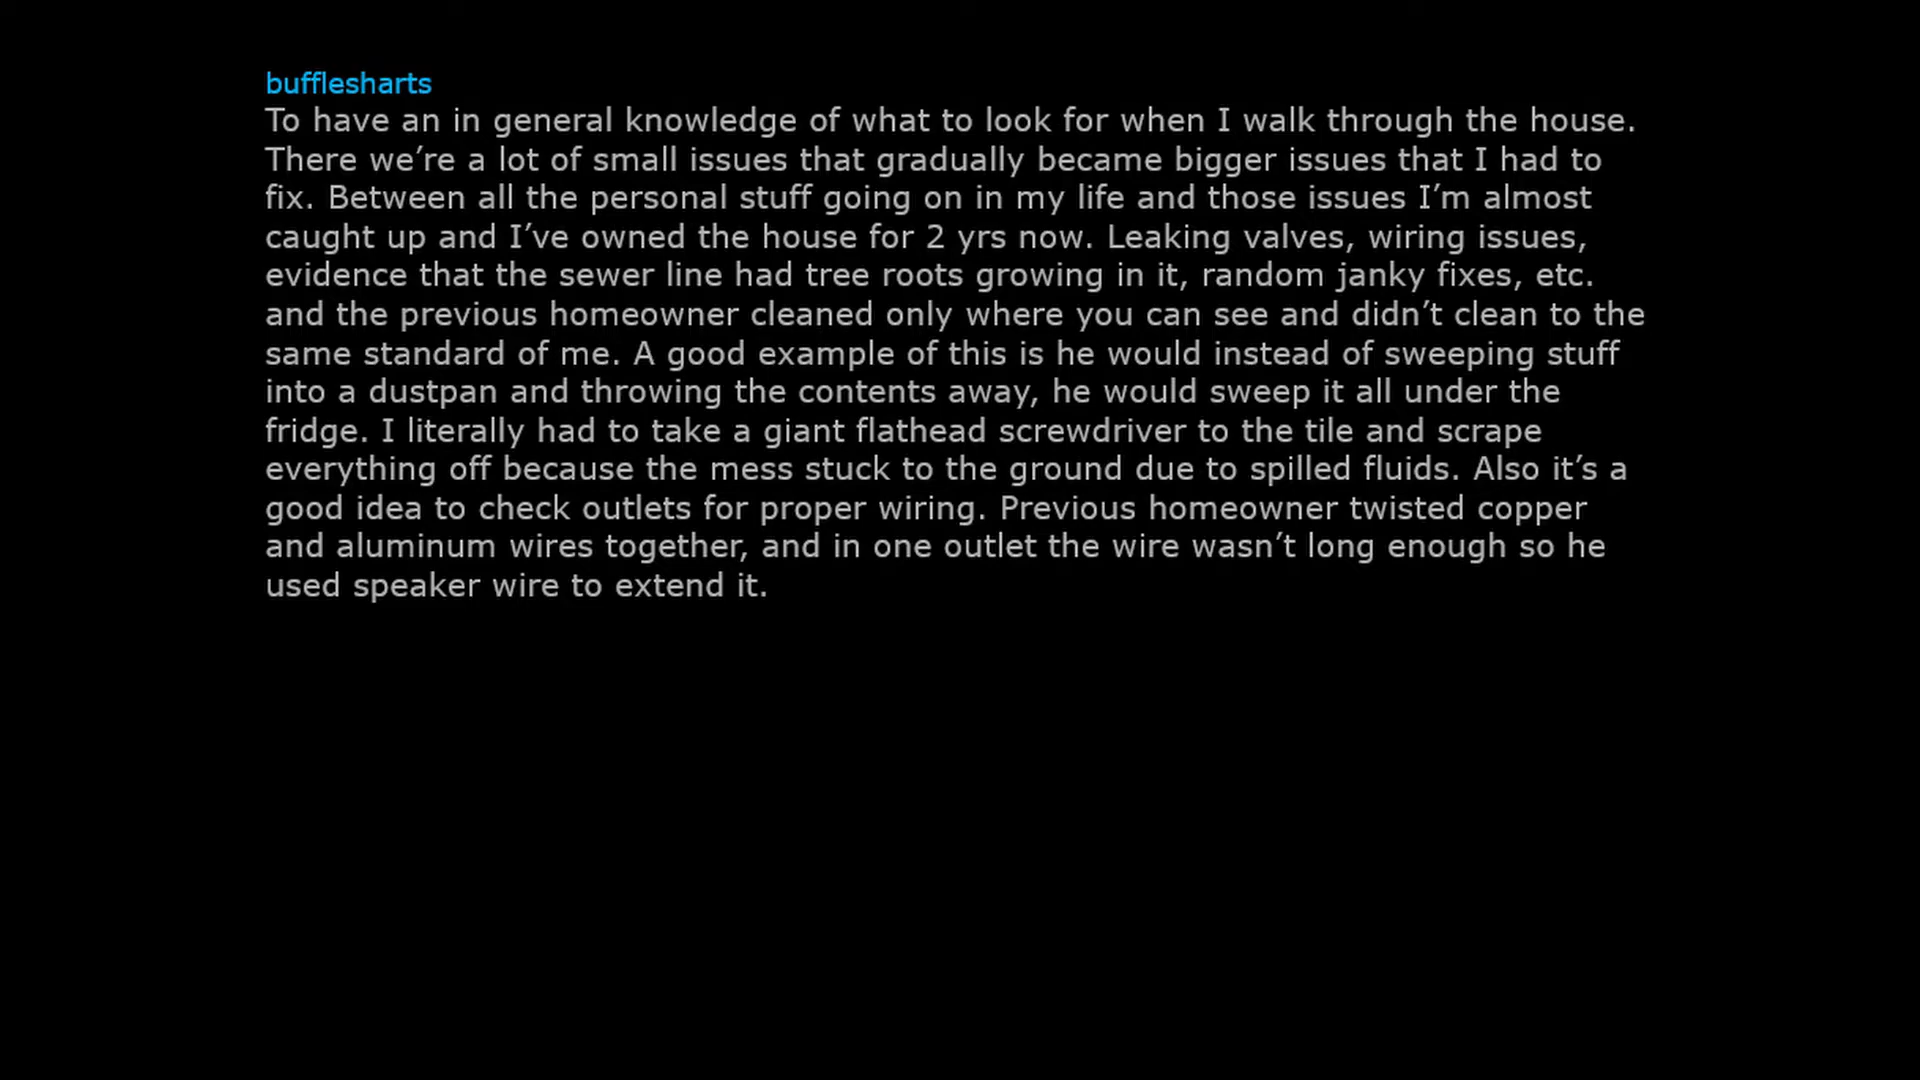 bufflesharts
To have an in general knowledge of what to look for when I walk through the house.
There we’re a lot of small issues that gradually became bigger issues that I had to
fix. Between all the personal stuff going on in my life and those issues I’m almost
caught up and I’ve owned the house for 2 yrs now. Leaking valves, wiring issues,
evidence that the sewer line had tree roots growing in it, random janky fixes, etc.
and the previous homeowner cleaned only where you can see and didn’t clean to the
same standard of me. A good example of this is he would instead of sweeping stuff
into a dustpan and throwing the contents away, he would sweep it all under the
fridge. I literally had to take a giant flathead screwdriver to the tile and scrape
everything off because the mess stuck to the ground due to spilled fluids. Also it’s a
good idea to check outlets for proper wiring. Previous homeowner twisted copper
and aluminum wires together, and in one outlet the wire wasn’t long enough so he
used speaker wire to extend it.